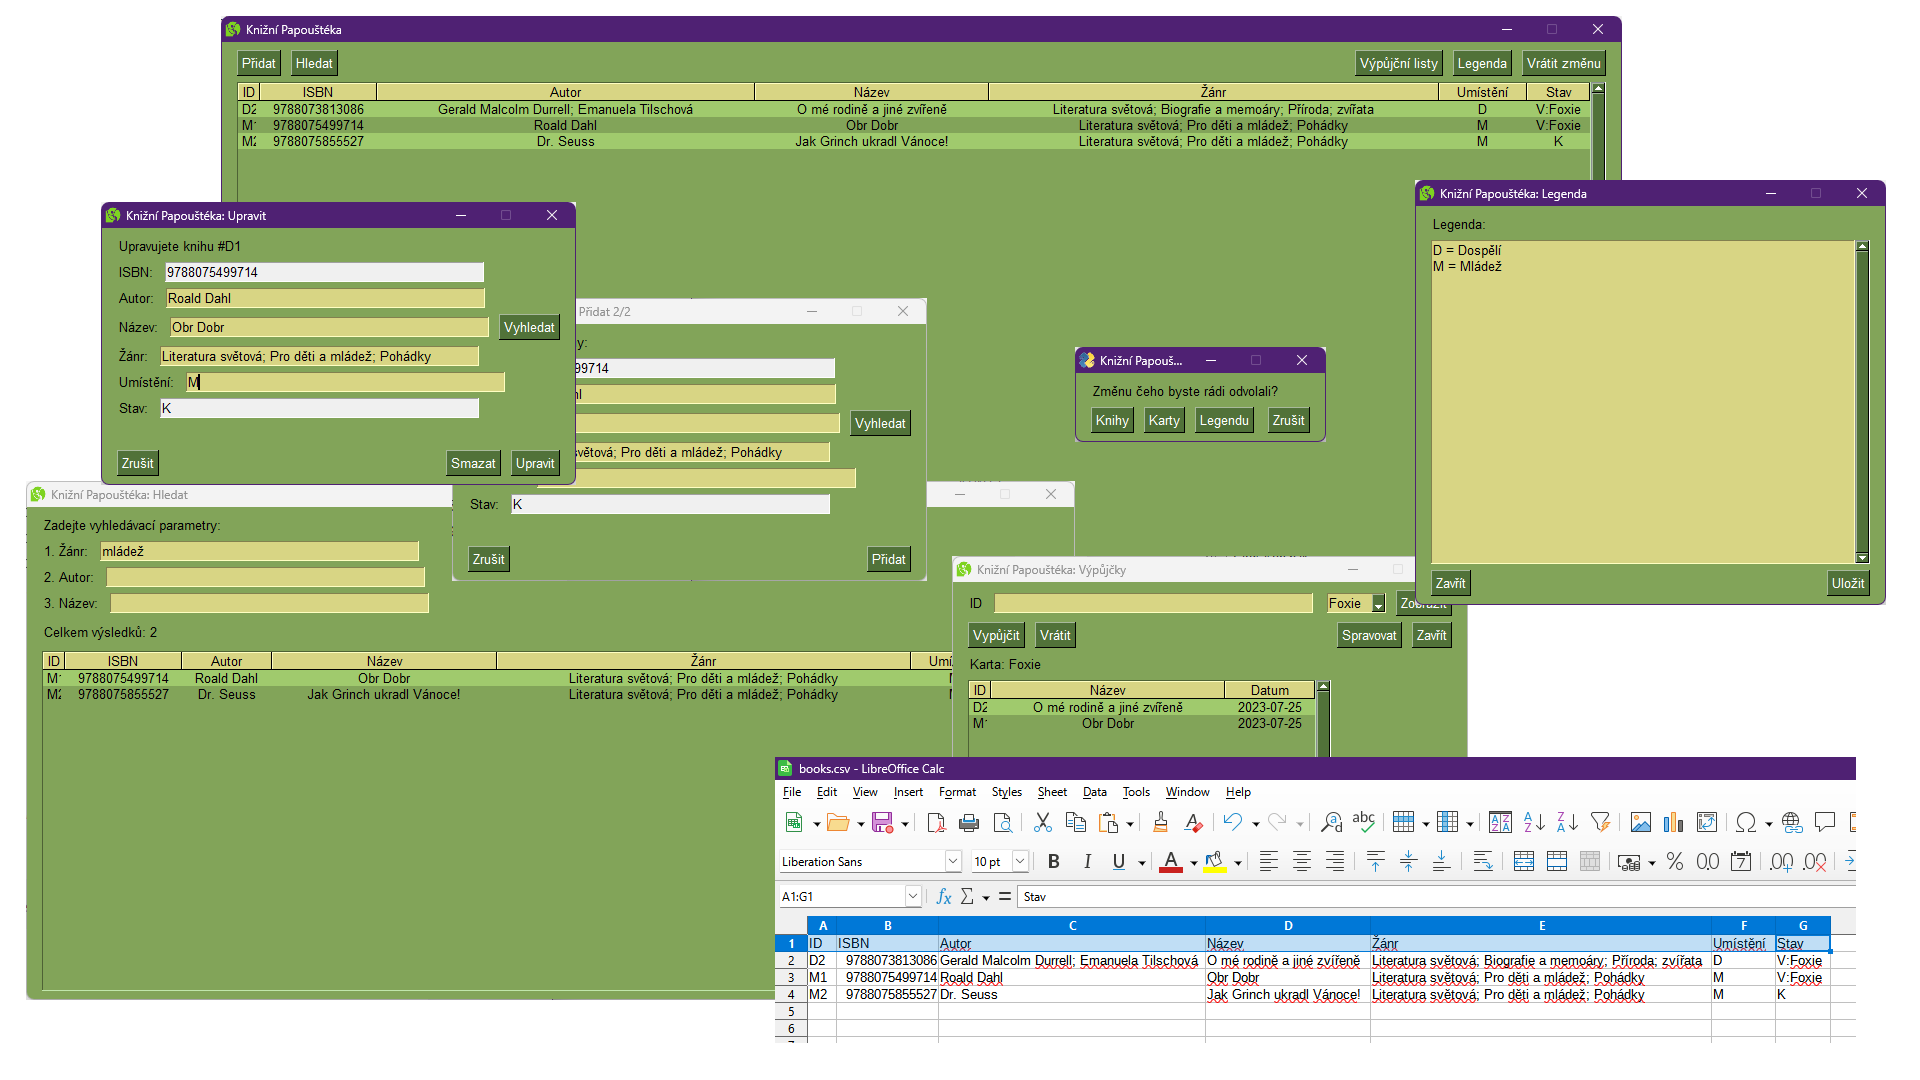 Knižní Papouštéka
Přidat Hledat Výpůjční listy Legenda Vrátit změnu
ID ISBN Autor Název Žánr Umístění Stav
D2 9788073813086 Gerald Malcolm Durrell; Emanuela Tilschová O mé rodině a jiné zvířeně Literatura světová; Biografie a memoáry; Příroda; zvířata D V:Foxie
M1 9788075499714 Roald Dahl Obr Dobr Literatura světová; Pro děti a mládež; Pohádky M V:Foxie
M2 9788075855527 Dr. Seuss Jak Grinch ukradl Vánoce! Literatura světová; Pro děti a mládež; Pohádky M K
Knižní Papouštéka: Upravit
Upravujete knihu #D1
ISBN: 9788075499714
Autor: Roald Dahl
Název: Obr Dobr Vyhledat
Žánr: Literatura světová; Pro děti a mládež; Pohádky
Umístění: M
Stav: K
Zrušit Smazat Upravit
Přidat 2/2
y:
99714
hl
Vyhledat
světová; Pro děti a mládež; Pohádky
Stav: K
Zrušit Přidat
Knižní Papouš...
Změnu čeho byste rádi odvolali?
Knihy Karty Legendu Zrušit
Knižní Papouštéka: Legenda
Legenda:
D = Dospělí
M = Mládež
Zavřít Uložit
Knižní Papouštéka: Hledat
Zadejte vyhledávací parametry:
1. Žánr: mládež
2. Autor:
3. Název:
Celkem výsledků: 2
ID ISBN Autor Název Žánr Umí
M1 9788075499714 Roald Dahl Obr Dobr Literatura světová; Pro děti a mládež; Pohádky
M2 9788075855527 Dr. Seuss Jak Grinch ukradl Vánoce! Literatura světová; Pro děti a mládež; Pohádky
Knižní Papouštéka: Výpůjčky
ID Foxie Zobrazit
Vypůjčit Vrátit Spravovat Zavřít
Karta: Foxie
ID Název Datum
D2 O mé rodině a jiné zvířeně 2023-07-25
M1 Obr Dobr 2023-07-25
books.csv - LibreOffice Calc
File Edit View Insert Format Styles Sheet Data Tools Window Help
Liberation Sans 10 pt B I U A
A1:G1 fx Σ = Stav
A B C D E F G
1 ID ISBN Autor Název Žánr Umístění Stav
2 D2 9788073813086 Gerald Malcolm Durrell; Emanuela Tilschová O mé rodině a jiné zvířeně Literatura světová; Biografie a memoáry; Příroda; zvířata D V:Foxie
3 M1 9788075499714 Roald Dahl Obr Dobr Literatura světová; Pro děti a mládež; Pohádky M V:Foxie
4 M2 9788075855527 Dr. Seuss Jak Grinch ukradl Vánoce! Literatura světová; Pro děti a mládež; Pohádky M K
5
6